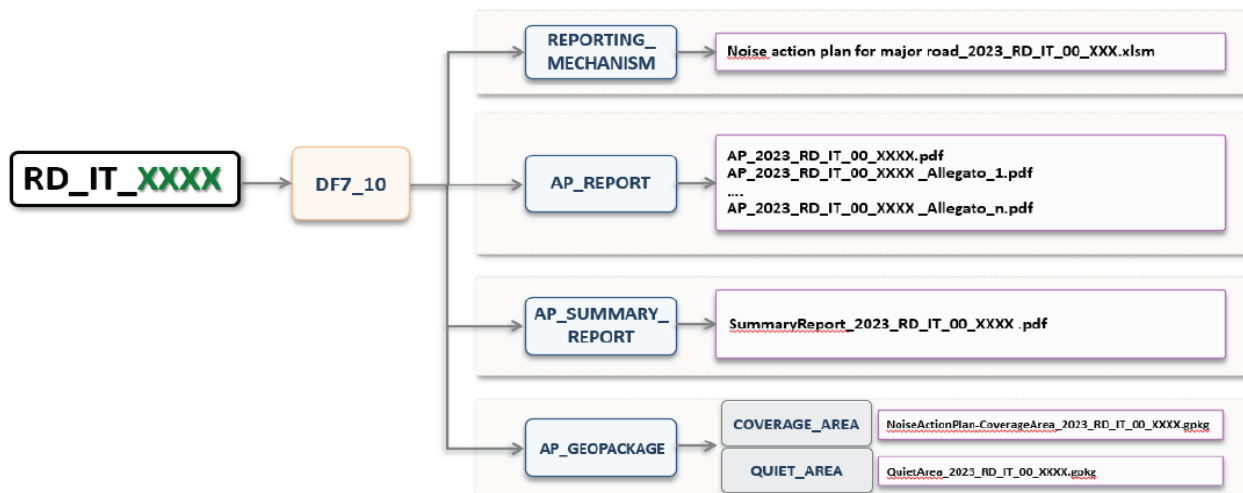 RD_IT_XXXX
DF7_10
REPORTING_
MECHANISM
Noise action plan for major road_2023_RD_IT_00_XXX.xlsm
AP_REPORT
AP_2023_RD_IT_00_XXXX.pdf
AP_2023_RD_IT_00_XXXX _Allegato_1.pdf
....
AP_2023_RD_IT_00_XXXX _Allegato_n.pdf
AP_SUMMARY_
REPORT
SummaryReport_2023_RD_IT_00_XXXX .pdf
AP_GEOPACKAGE
COVERAGE_AREA
NoiseActionPlan-CoverageArea_2023_RD_IT_00_XXXX.gpkg
QUIET_AREA
QuietArea_2023_RD_IT_00_XXXX.gpkg